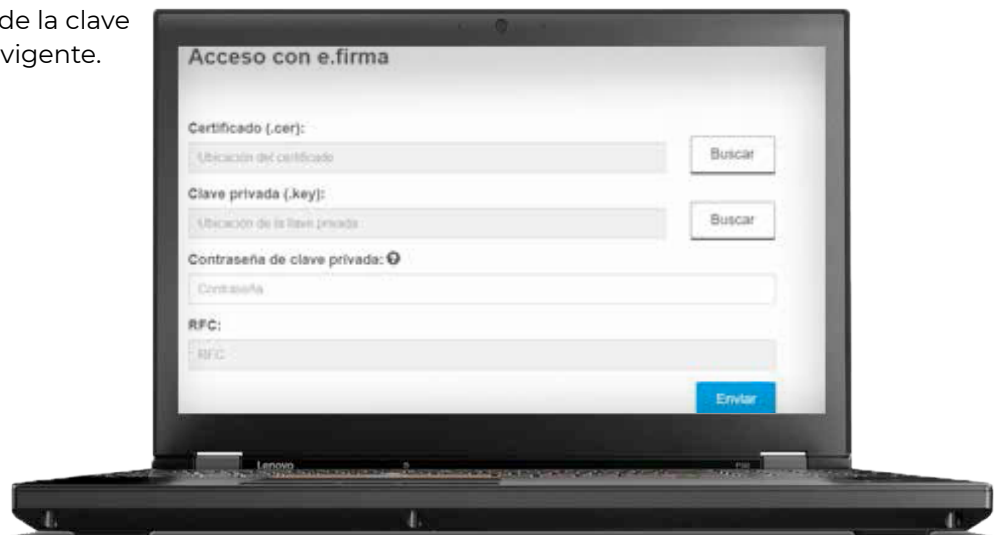 de la clave
vigente.
Acceso con e.firma
Certificado (.cer):
Ubicación del certificado
Buscar
Clave privada (.key):
Ubicación de la llave privada
Buscar
Contraseña de clave privada:
Contraseña
RFC:
RFC
Enviar
Lenovo